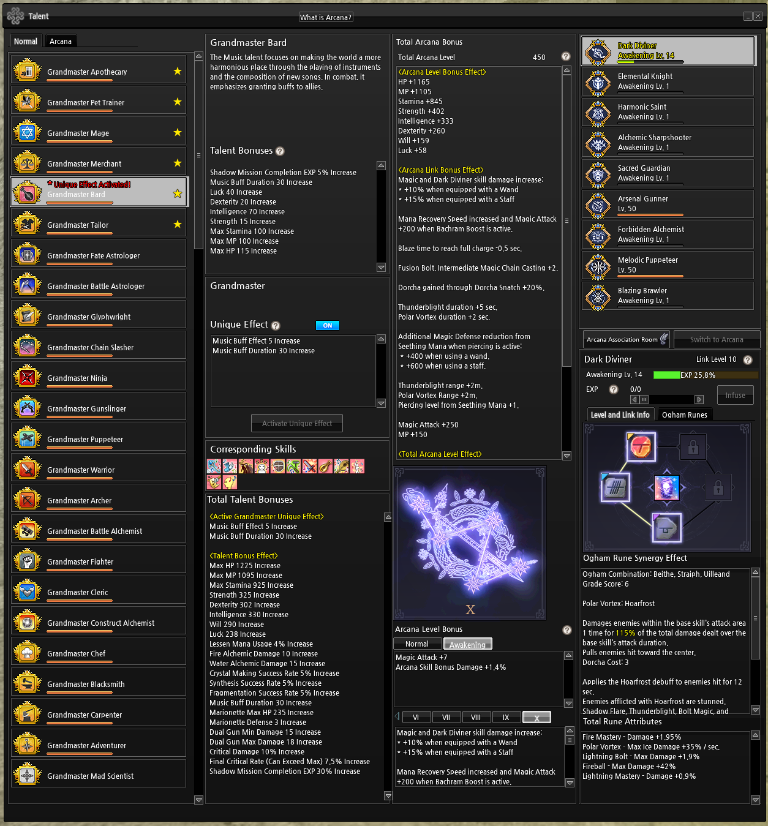 Talent
What is Arcana?
Normal
Arcana
Grandmaster Apothecary
Grandmaster Pet Trainer
Grandmaster Mage
Grandmaster Merchant
* Unique Effect Activated!
Grandmaster Bard
Grandmaster Tailor
Grandmaster Fate Astrologer
Grandmaster Battle Astrologer
Grandmaster Glyphwright
Grandmaster Chain Slasher
Grandmaster Ninja
Grandmaster Gunslinger
Grandmaster Puppeteer
Grandmaster Warrior
Grandmaster Archer
Grandmaster Battle Alchemist
Grandmaster Fighter
Grandmaster Cleric
Grandmaster Construct Alchemist
Grandmaster Chef
Grandmaster Blacksmith
Grandmaster Carpenter
Grandmaster Adventurer
Grandmaster Mad Scientist
Grandmaster Bard
The Music talent focuses on making the world a more
harmonious place through the playing of instruments
and the composition of new songs. In combat, it
emphasizes granting buffs to allies.
Talent Bonuses
Shadow Mission Completion EXP 5% Increase
Music Buff Duration 30 Increase
Luck 40 Increase
Dexterity 20 Increase
Intelligence 70 Increase
Strength 15 Increase
Max Stamina 100 Increase
Max MP 100 Increase
Max HP 115 Increase
Grandmaster
Unique Effect
ON
Music Buff Effect 5 Increase
Music Buff Duration 30 Increase
Activate Unique Effect
Corresponding Skills
Total Talent Bonuses
<Active Grandmaster Unique Effect>
Music Buff Effect 5 Increase
Music Buff Duration 30 Increase
<Talent Bonus Effect>
Max HP 1225 Increase
Max MP 1095 Increase
Max Stamina 925 Increase
Strength 325 Increase
Dexterity 302 Increase
Intelligence 330 Increase
Will 290 Increase
Luck 238 Increase
Lessen Mana Usage 4% Increase
Fire Alchemic Damage 10 Increase
Water Alchemic Damage 15 Increase
Crystal Making Success Rate 5% Increase
Synthesis Success Rate 5% Increase
Fragmentation Success Rate 5% Increase
Music Buff Duration 30 Increase
Marionette Max HP 235 Increase
Marionette Defense 3 Increase
Dual Gun Min Damage 15 Increase
Dual Gun Max Damage 18 Increase
Critical Damage 10% Increase
Final Critical Rate (Can Exceed Max) 7.5% Increase
Shadow Mission Completion EXP 30% Increase
Total Arcana Bonus
Total Arcana Level 450
<Arcana Level Bonus Effect>
HP +1165
MP +1105
Stamina +845
Strength +402
Intelligence +333
Dexterity +260
Will +159
Luck +58
<Arcana Link Bonus Effect>
Magic and Dark Diviner skill damage increase:
* +10% when equipped with a Wand
* +15% when equipped with a Staff
Mana Recovery Speed increased and Magic Attack
+200 when Bachram Boost is active.
Blaze time to reach full charge -0.5 sec.
Fusion Bolt, Intermediate Magic Chain Casting +2.
Dorcha gained through Dorcha Snatch +20%.
Thunderblight duration +5 sec.
Polar Vortex duration +2 sec.
Additional Magic Defense reduction from
Seething Mana when piercing is active:
* +400 when using a wand,
* +600 when using a staff.
Thunderblight range +2m,
Polar Vortex Range +2m,
Piercing level from Seething Mana +1.
Magic Attack +250
MP +150
<Total Arcana Level Effect>
X
Arcana Level Bonus
Normal
Awakening
Magic Attack +7
Arcana Skill Bonus Damage +1.4%
VI
VII
VIII
IX
X
Magic and Dark Diviner skill damage increase:
* +10% when equipped with a Wand
* +15% when equipped with a Staff
Mana Recovery Speed increased and Magic Attack
+200 when Bachram Boost is active.
Dark Diviner
Awakening Lv. 14
Elemental Knight
Awakening Lv. 1
Harmonic Saint
Awakening Lv. 1
Alchemic Sharpshooter
Awakening Lv. 1
Sacred Guardian
Awakening Lv. 1
Arsenal Gunner
Lv. 50
Forbidden Alchemist
Awakening Lv. 1
Melodic Puppeteer
Lv. 50
Blazing Brawler
Awakening Lv. 1
Arcana Association Room
Switch to Arcana
Dark Diviner
Link Level 10
Awakening Lv. 14
EXP 25.8%
EXP
0/0
Infuse
Level and Link Info
Ogham Runes
Ogham Rune Synergy Effect
Ogham Combination: Beithe, Straiph, Uilleand
Grade Score: 6
Polar Vortex: Hoarfrost
Damages enemies within the base skill's attack area
1 time for 115% of the total damage dealt over the
base skill's attack duration.
Pulls enemies hit toward the center.
Dorcha Cost: 3
Applies the Hoarfrost debuff to enemies hit for 12
sec.
Enemies afflicted with Hoarfrost are stunned.
Shadow Flare, Thunderblight, Bolt Magic, and
Total Rune Attributes
Fire Mastery - Damage +1.95%
Polar Vortex - Max Ice Damage +35% / sec.
Lightning Bolt - Max Damage +1.9%
Fireball - Max Damage +42%
Lightning Mastery - Damage +0.9%